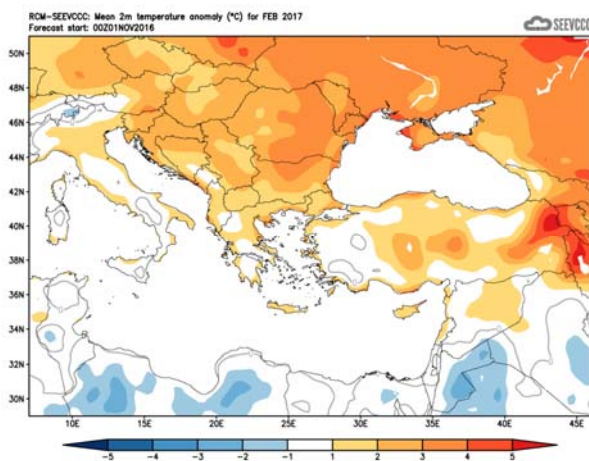 RCM-SEEVCCC: Mean 2m temperature anomaly (°C) for FEB 2017
Forecast start: 00Z01NOV2016
SEEVCCC
50N
48N
46N
44N
42N
40N
38N
36N
34N
32N
30N
10E 15E 20E 25E 30E 35E 40E 45E
-5 -4 -3 -2 -1 1 2 3 4 5